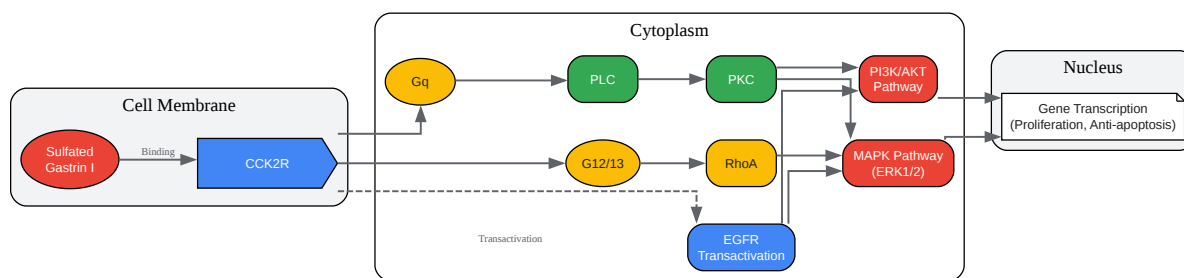 Cytoplasm
Cell Membrane
Nucleus
Gq
PLC
PKC
PI3K/AKT
Pathway
Sulfated
Gastrin I
Binding
CCK2R
G12/13
RhoA
MAPK Pathway
(ERK1/2)
Gene Transcription
(Proliferation, Anti-apoptosis)
Transactivation
EGFR
Transactivation